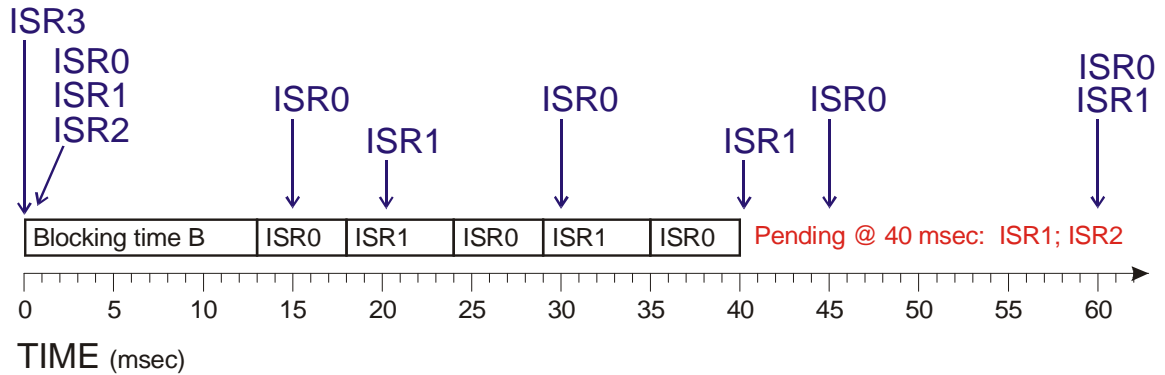 ISR3
ISR0
ISR1
ISR2
ISR0
ISR1
ISR0
ISR1
ISR0
ISR0
ISR1
Blocking time B
ISR0
ISR1
ISR0
ISR1
ISR0
Pending @ 40 msec: ISR1; ISR2
0 5 10 15 20 25 30 35 40 45 50 55 60
TIME (msec)